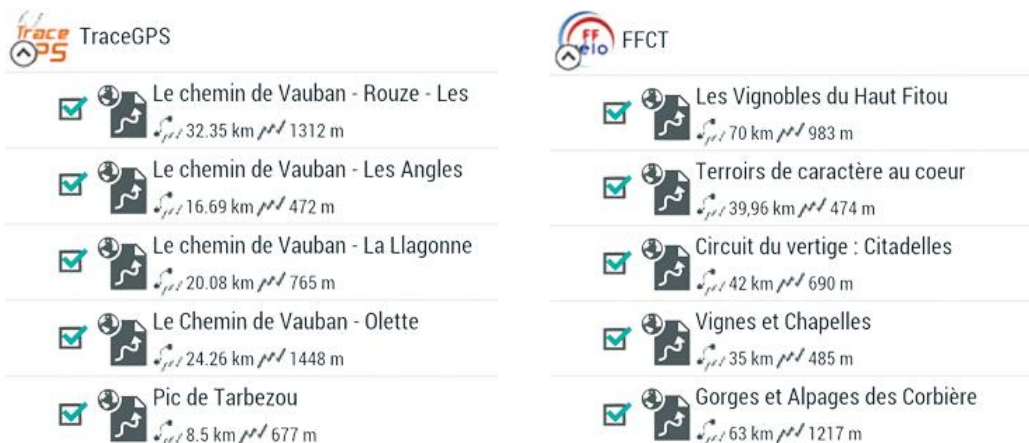 Trace
PS
TraceGPS
Le chemin de Vauban - Rouze - Les
32.35 km 1312 m
Le chemin de Vauban - Les Angles
16.69 km 472 m
Le chemin de Vauban - La Llagonne
20.08 km 765 m
Le Chemin de Vauban - Olette
24.26 km 1448 m
Pic de Tarbezou
8.5 km 677 m
FF
élo
FFCT
Les Vignobles du Haut Fitou
70 km 983 m
Terroirs de caractère au coeur
39,96 km 474 m
Circuit du vertige : Citadelles
42 km 690 m
Vignes et Chapelles
35 km 485 m
Gorges et Alpages des Corbière
63 km 1217 m